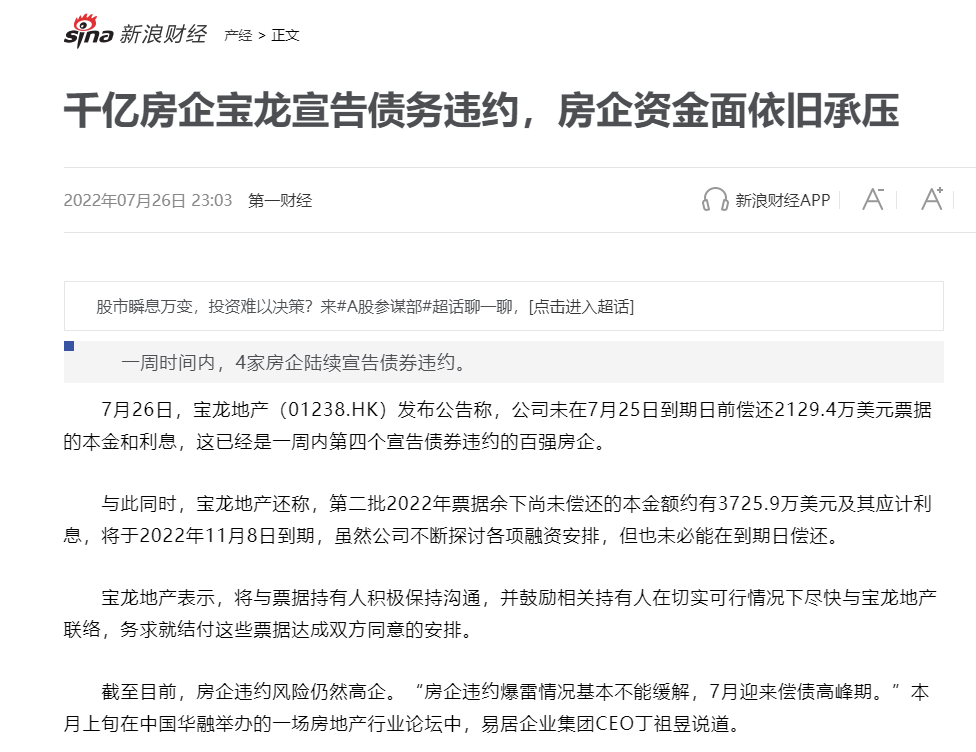 sina 新浪财经 产经 > 正文
千亿房企宝龙宣告债务违约，房企资金面依旧承压
2022年07月26日 23:03 第一财经 新浪财经APP A- A+
股市瞬息万变，投资难以决策？来#A股参谋部#超话聊一聊，[点击进入超话]
一周时间内，4家房企陆续宣告债券违约。
7月26日，宝龙地产（01238.HK）发布公告称，公司未在7月25日到期日前偿还2129.4万美元票据
的本金和利息，这已经是一周内第四个宣告债券违约的百强房企。
与此同时，宝龙地产还称，第二批2022年票据余下尚未偿还的本金额约有3725.9万美元及其应计利
息，将于2022年11月8日到期，虽然公司不断探讨各项融资安排，但也未必能在到期日偿还。
宝龙地产表示，将与票据持有人积极保持沟通，并鼓励相关持有人在切实可行情况下尽快与宝龙地产
联络，务求就结付这些票据达成双方同意的安排。
截至目前，房企违约风险仍然高企。“房企违约爆雷情况基本不能缓解，7月迎来偿债高峰期。”本
月上旬在中国华融举办的一场房地产行业论坛中，易居企业集团CEO丁祖昱说道。